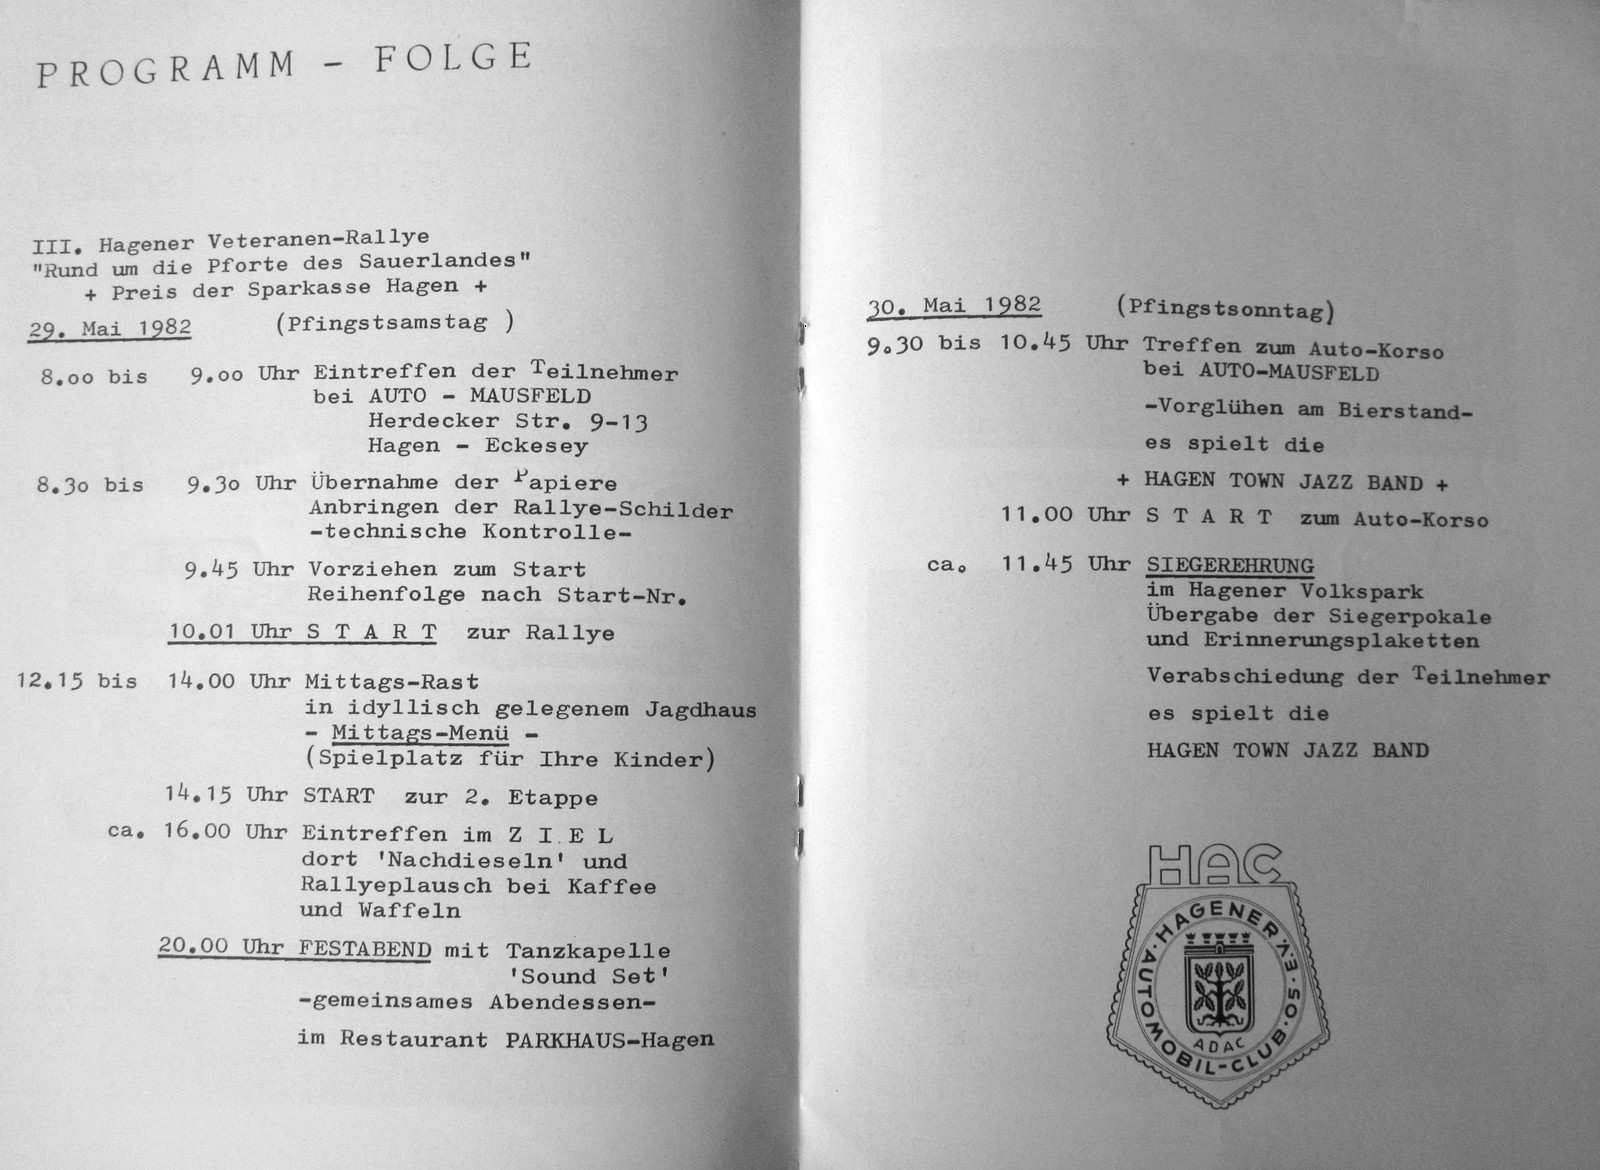 PROGRAMM - FOLGE
III. Hagener Veteranen-Rallye
"Rund um die Pforte des Sauerlandes"
+ Preis der Sparkasse Hagen +
29. Mai 1982 (Pfingstsamstag )
8.oo bis 9.oo Uhr Eintreffen der Teilnehmer
bei AUTO - MAUSFELD
Herdecker Str. 9-13
Hagen - Eckesey
8.3o bis 9.3o Uhr Übernahme der Papiere
Anbringen der Rallye-Schilder
-technische Kontrolle-
9.45 Uhr Vorziehen zum Start
Reihenfolge nach Start-Nr.
10.01 Uhr S T A R T zur Rallye
12.15 bis 14.00 Uhr Mittags-Rast
in idyllisch gelegenem Jagdhaus
- Mittags-Menü -
(Spielplatz für Ihre Kinder)
14.15 Uhr START zur 2. Etappe
ca. 16.00 Uhr Eintreffen im Z I E L
dort 'Nachdieseln' und
Rallyeplausch bei Kaffee
und Waffeln
20.00 Uhr FESTABEND mit Tanzkapelle
'Sound Set'
-gemeinsames Abendessen-
im Restaurant PARKHAUS-Hagen
30. Mai 1982 (Pfingstsonntag)
9.30 bis 10.45 Uhr Treffen zum Auto-Korso
bei AUTO-MAUSFELD
-Vorglühen am Bierstand-
es spielt die
+ HAGEN TOWN JAZZ BAND +
11.00 Uhr S T A R T zum Auto-Korso
ca. 11.45 Uhr SIEGEREHRUNG
im Hagener Volkspark
Übergabe der Siegerpokale
und Erinnerungsplaketten
Verabschiedung der Teilnehmer
es spielt die
HAGEN TOWN JAZZ BAND
HAC
HAGENER
AUTOMOBIL-CLUB·05·E.V.
ADAC